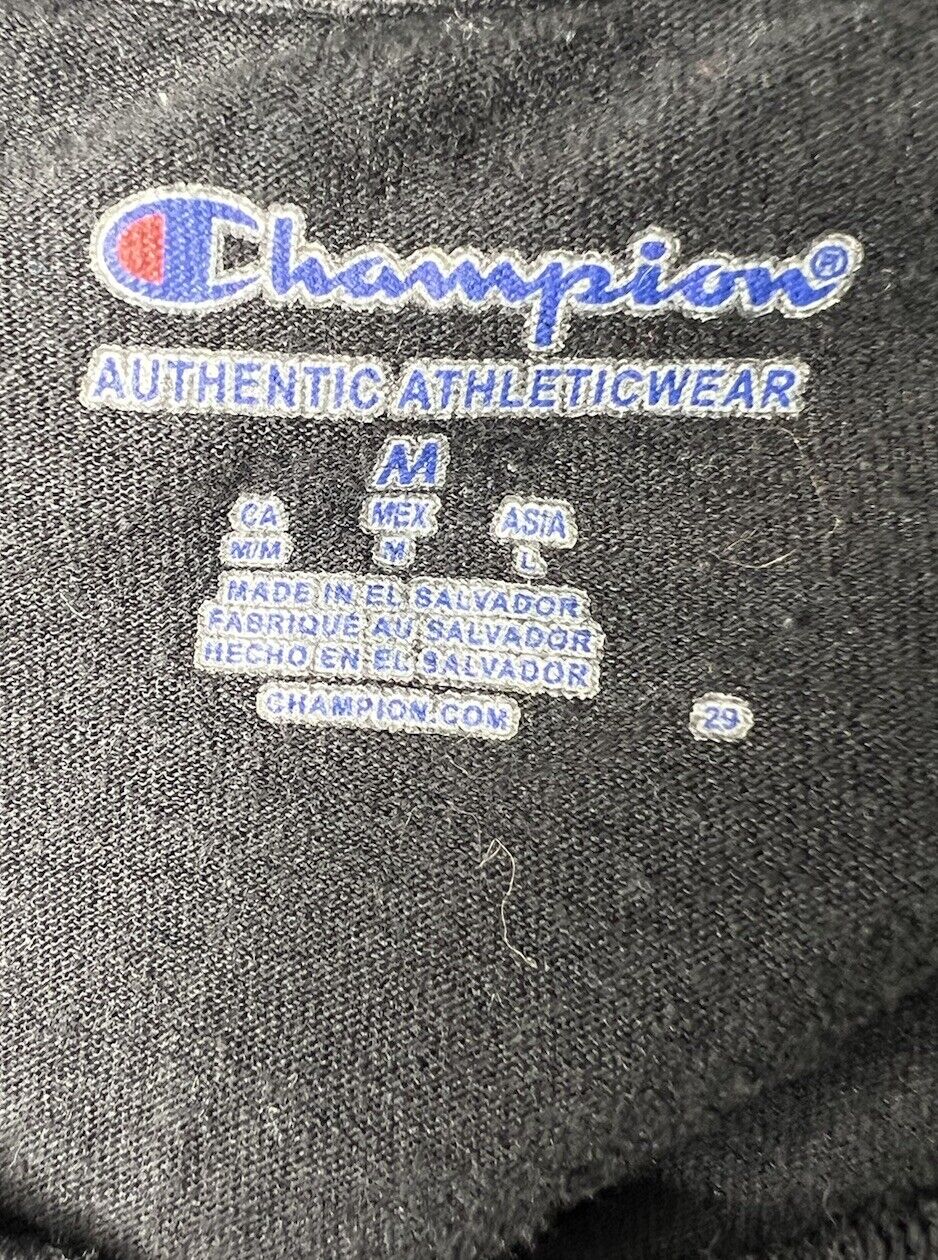 Champion®
AUTHENTIC ATHLETICWEAR
M
CA MEX ASIA
M/M M L
MADE IN EL SALVADOR
FABRIQUÉ AU SALVADOR
HECHO EN EL SALVADOR
CHAMPION.COM 29